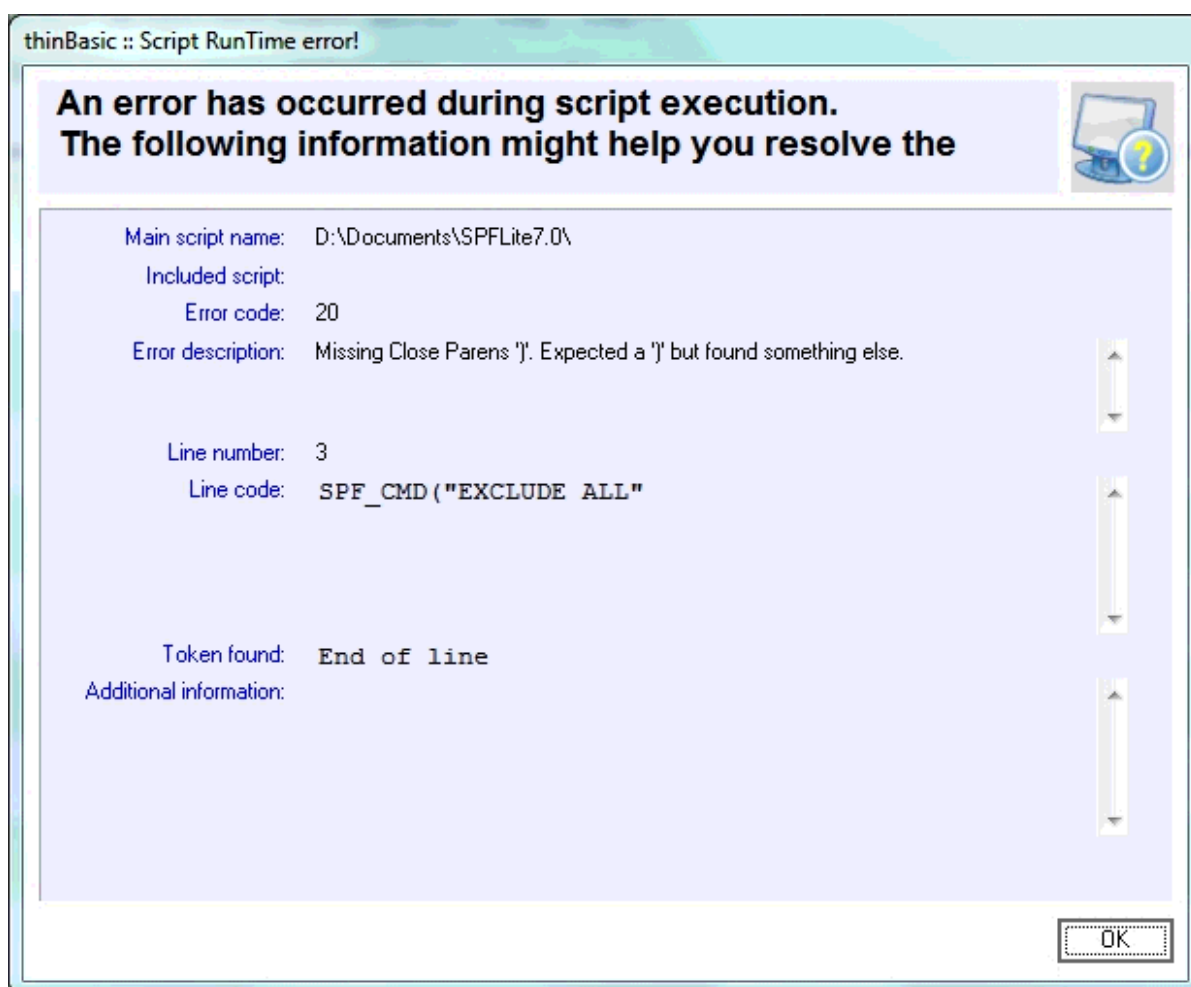 thinBasic :: Script RunTime error!
An error has occurred during script execution.
The following information might help you resolve the
Main script name: D:\Documents\SPFLite7.0\
Included script:
Error code: 20
Error description: Missing Close Parens ')'. Expected a ')' but found something else.
Line number: 3
Line code: SPF_CMD("EXCLUDE ALL"
Token found: End of line
Additional information:
OK